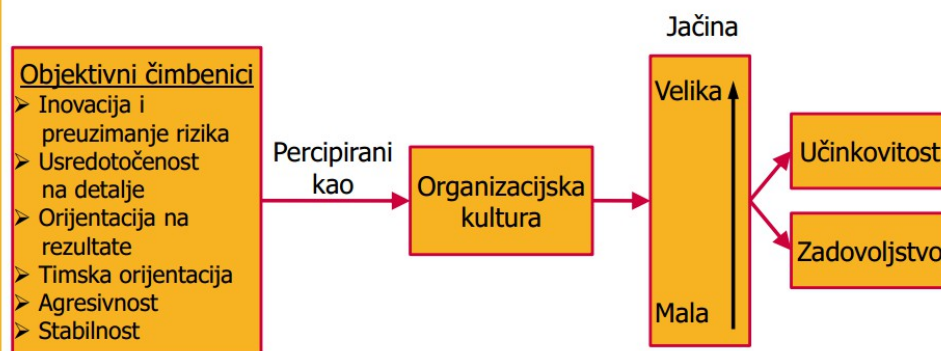 Objektivni čimbenici
➢ Inovacija i
preuzimanje rizika
➢ Usredotočenost
na detalje
➢ Orijentacija na
rezultate
➢ Timska orijentacija
➢ Agresivnost
➢ Stabilnost
Percipirani
kao
Organizacijska
kultura
Jačina
Velika
Mala
Učinkovitost
Zadovoljstvo